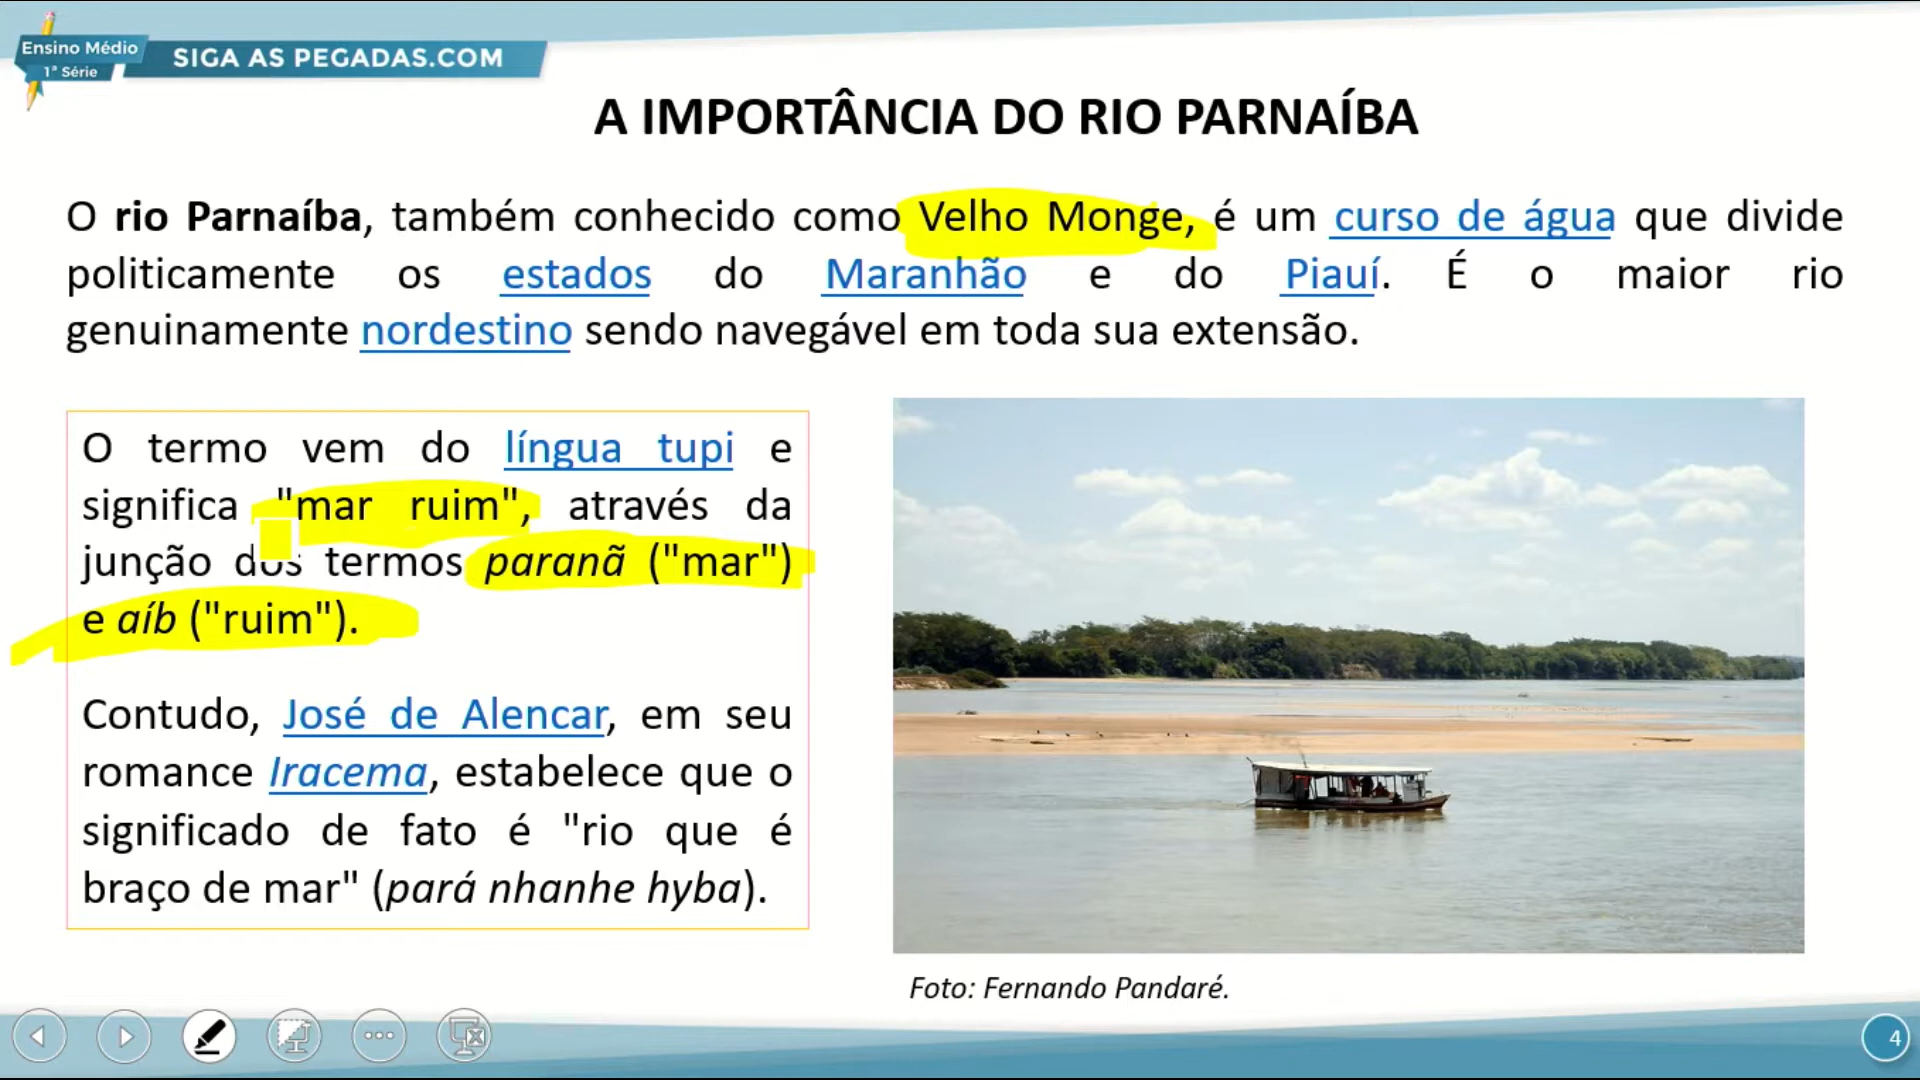 Ensino Médio
1ª Série
SIGA AS PEGADAS.COM
A IMPORTÂNCIA DO RIO PARNAÍBA
O rio Parnaíba, também conhecido como Velho Monge, é um curso de água que divide
politicamente os estados do Maranhão e do Piauí. É o maior rio
genuinamente nordestino sendo navegável em toda sua extensão.
O termo vem do língua tupi e
significa "mar ruim", através da
junção dos termos paranã ("mar")
e aíb ("ruim").
Contudo, José de Alencar, em seu
romance Iracema, estabelece que o
significado de fato é "rio que é
braço de mar" (pará nhanhe hyba).
Foto: Fernando Pandaré.
4